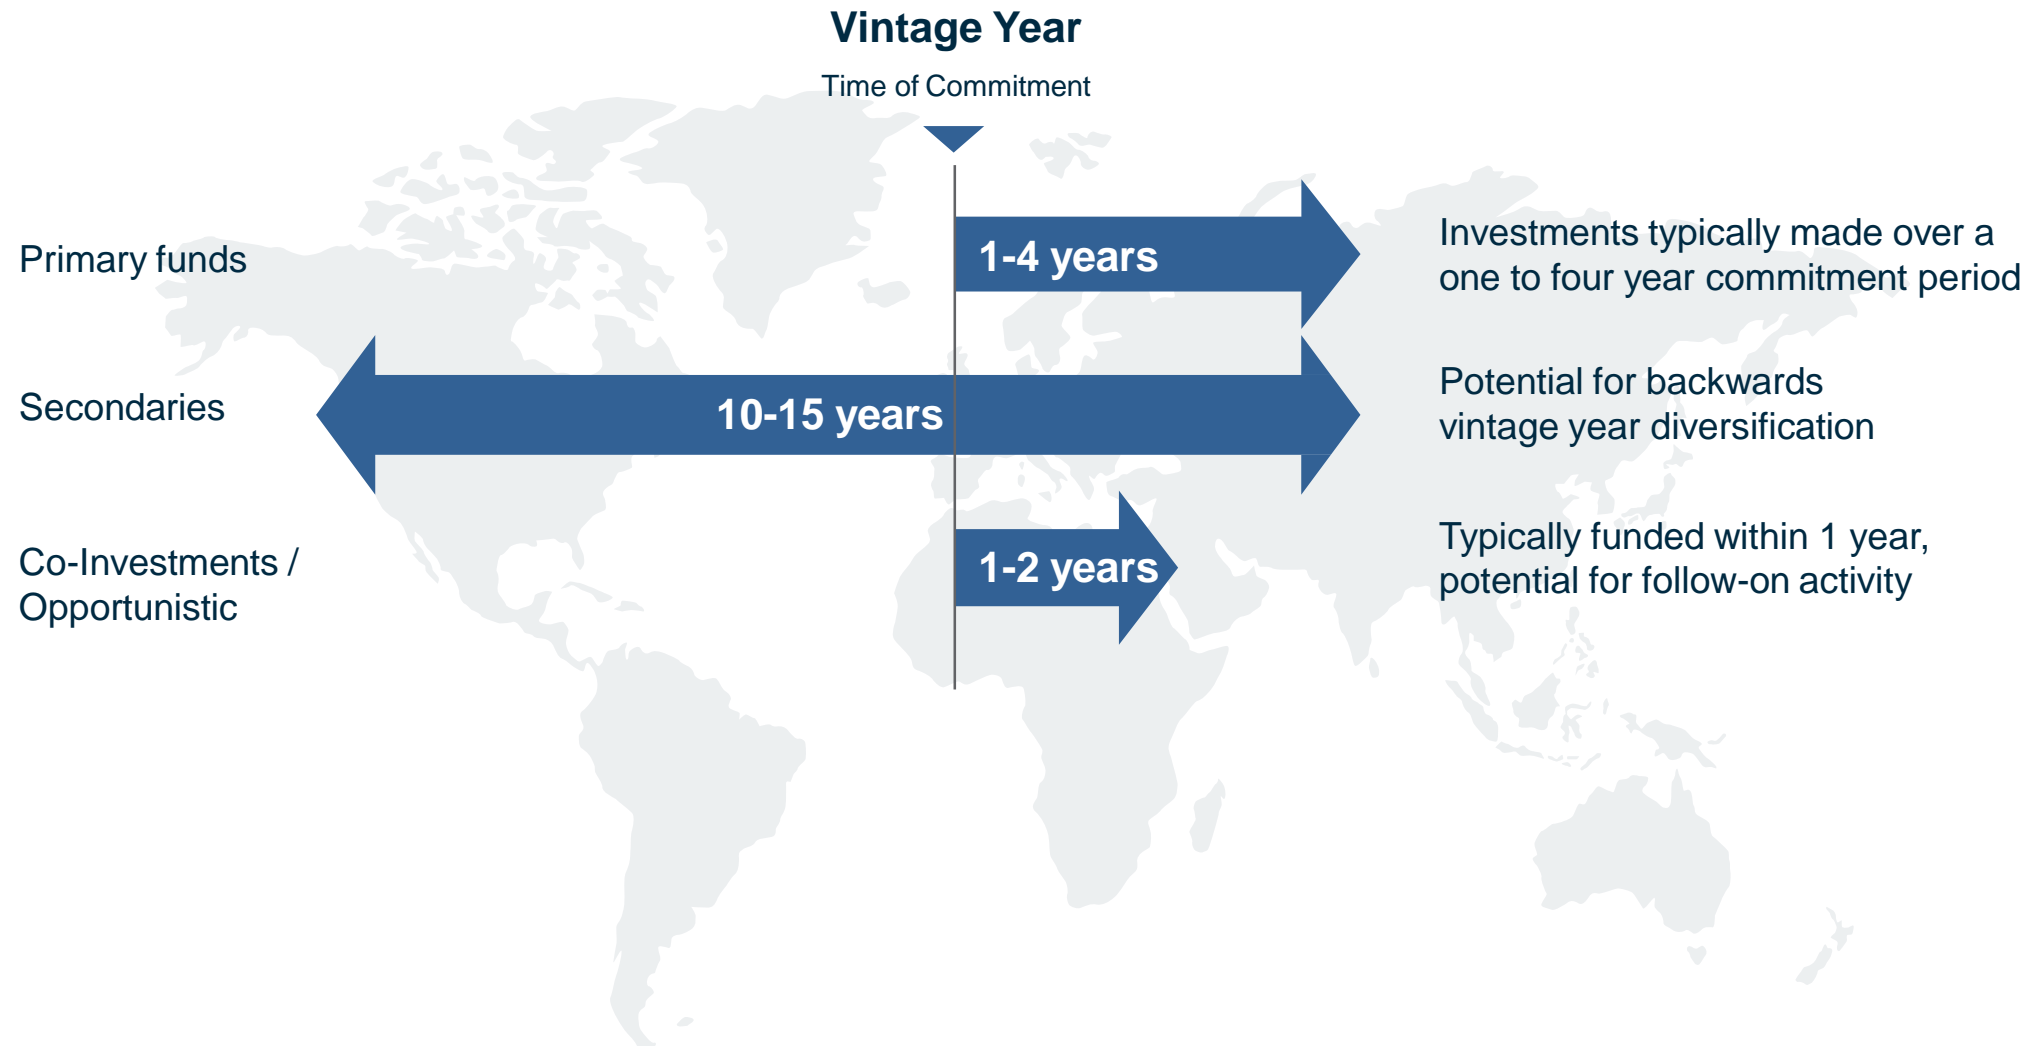 Vintage Year
Time of Commitment
Primary funds
1-4 years
Investments typically made over a
one to four year commitment period
Secondaries
10-15 years
Potential for backwards
vintage year diversification
Co-Investments /
Opportunistic
1-2 years
Typically funded within 1 year,
potential for follow-on activity